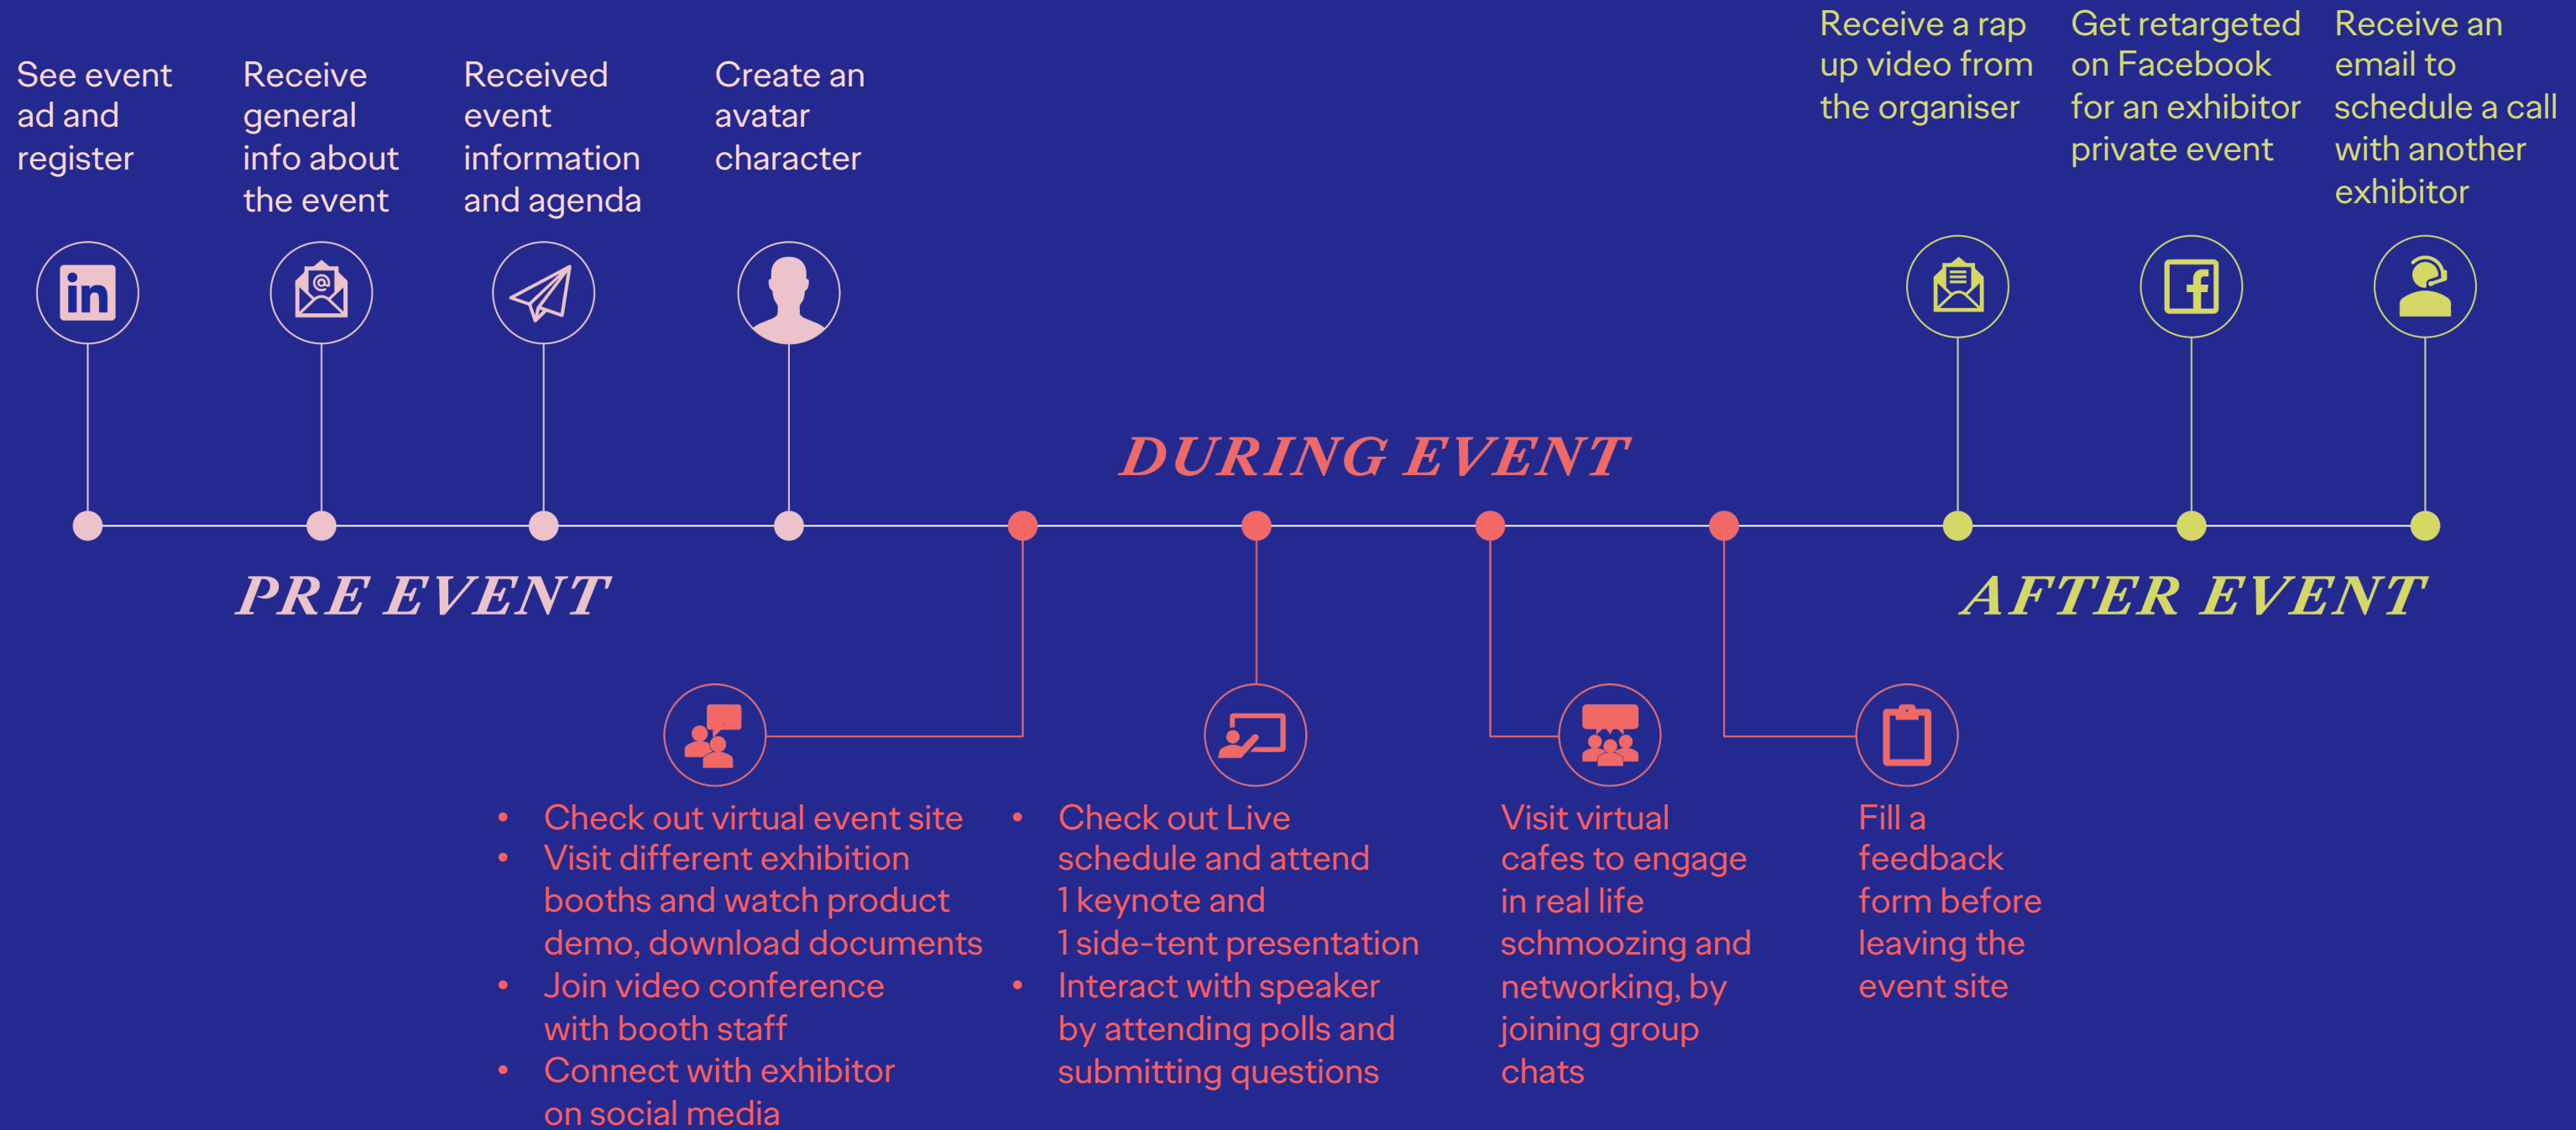 See event
ad and
register
Receive
general
info about
the event
Received
event
information
and agenda
Create an
avatar
character
Receive a rap
up video from
the organiser
Get retargeted
on Facebook
for an exhibitor
private event
Receive an
email to
schedule a call
with another
exhibitor
in
@
f
DURING EVENT
PRE EVENT
AFTER EVENT
• Check out virtual event site
• Visit different exhibition
booths and watch product
demo, download documents
• Join video conference
with booth staff
• Connect with exhibitor
on social media
• Check out Live
schedule and attend
1 keynote and
1 side-tent presentation
• Interact with speaker
by attending polls and
submitting questions
Visit virtual
cafes to engage
in real life
schmoozing and
networking, by
joining group
chats
Fill a
feedback
form before
leaving the
event site